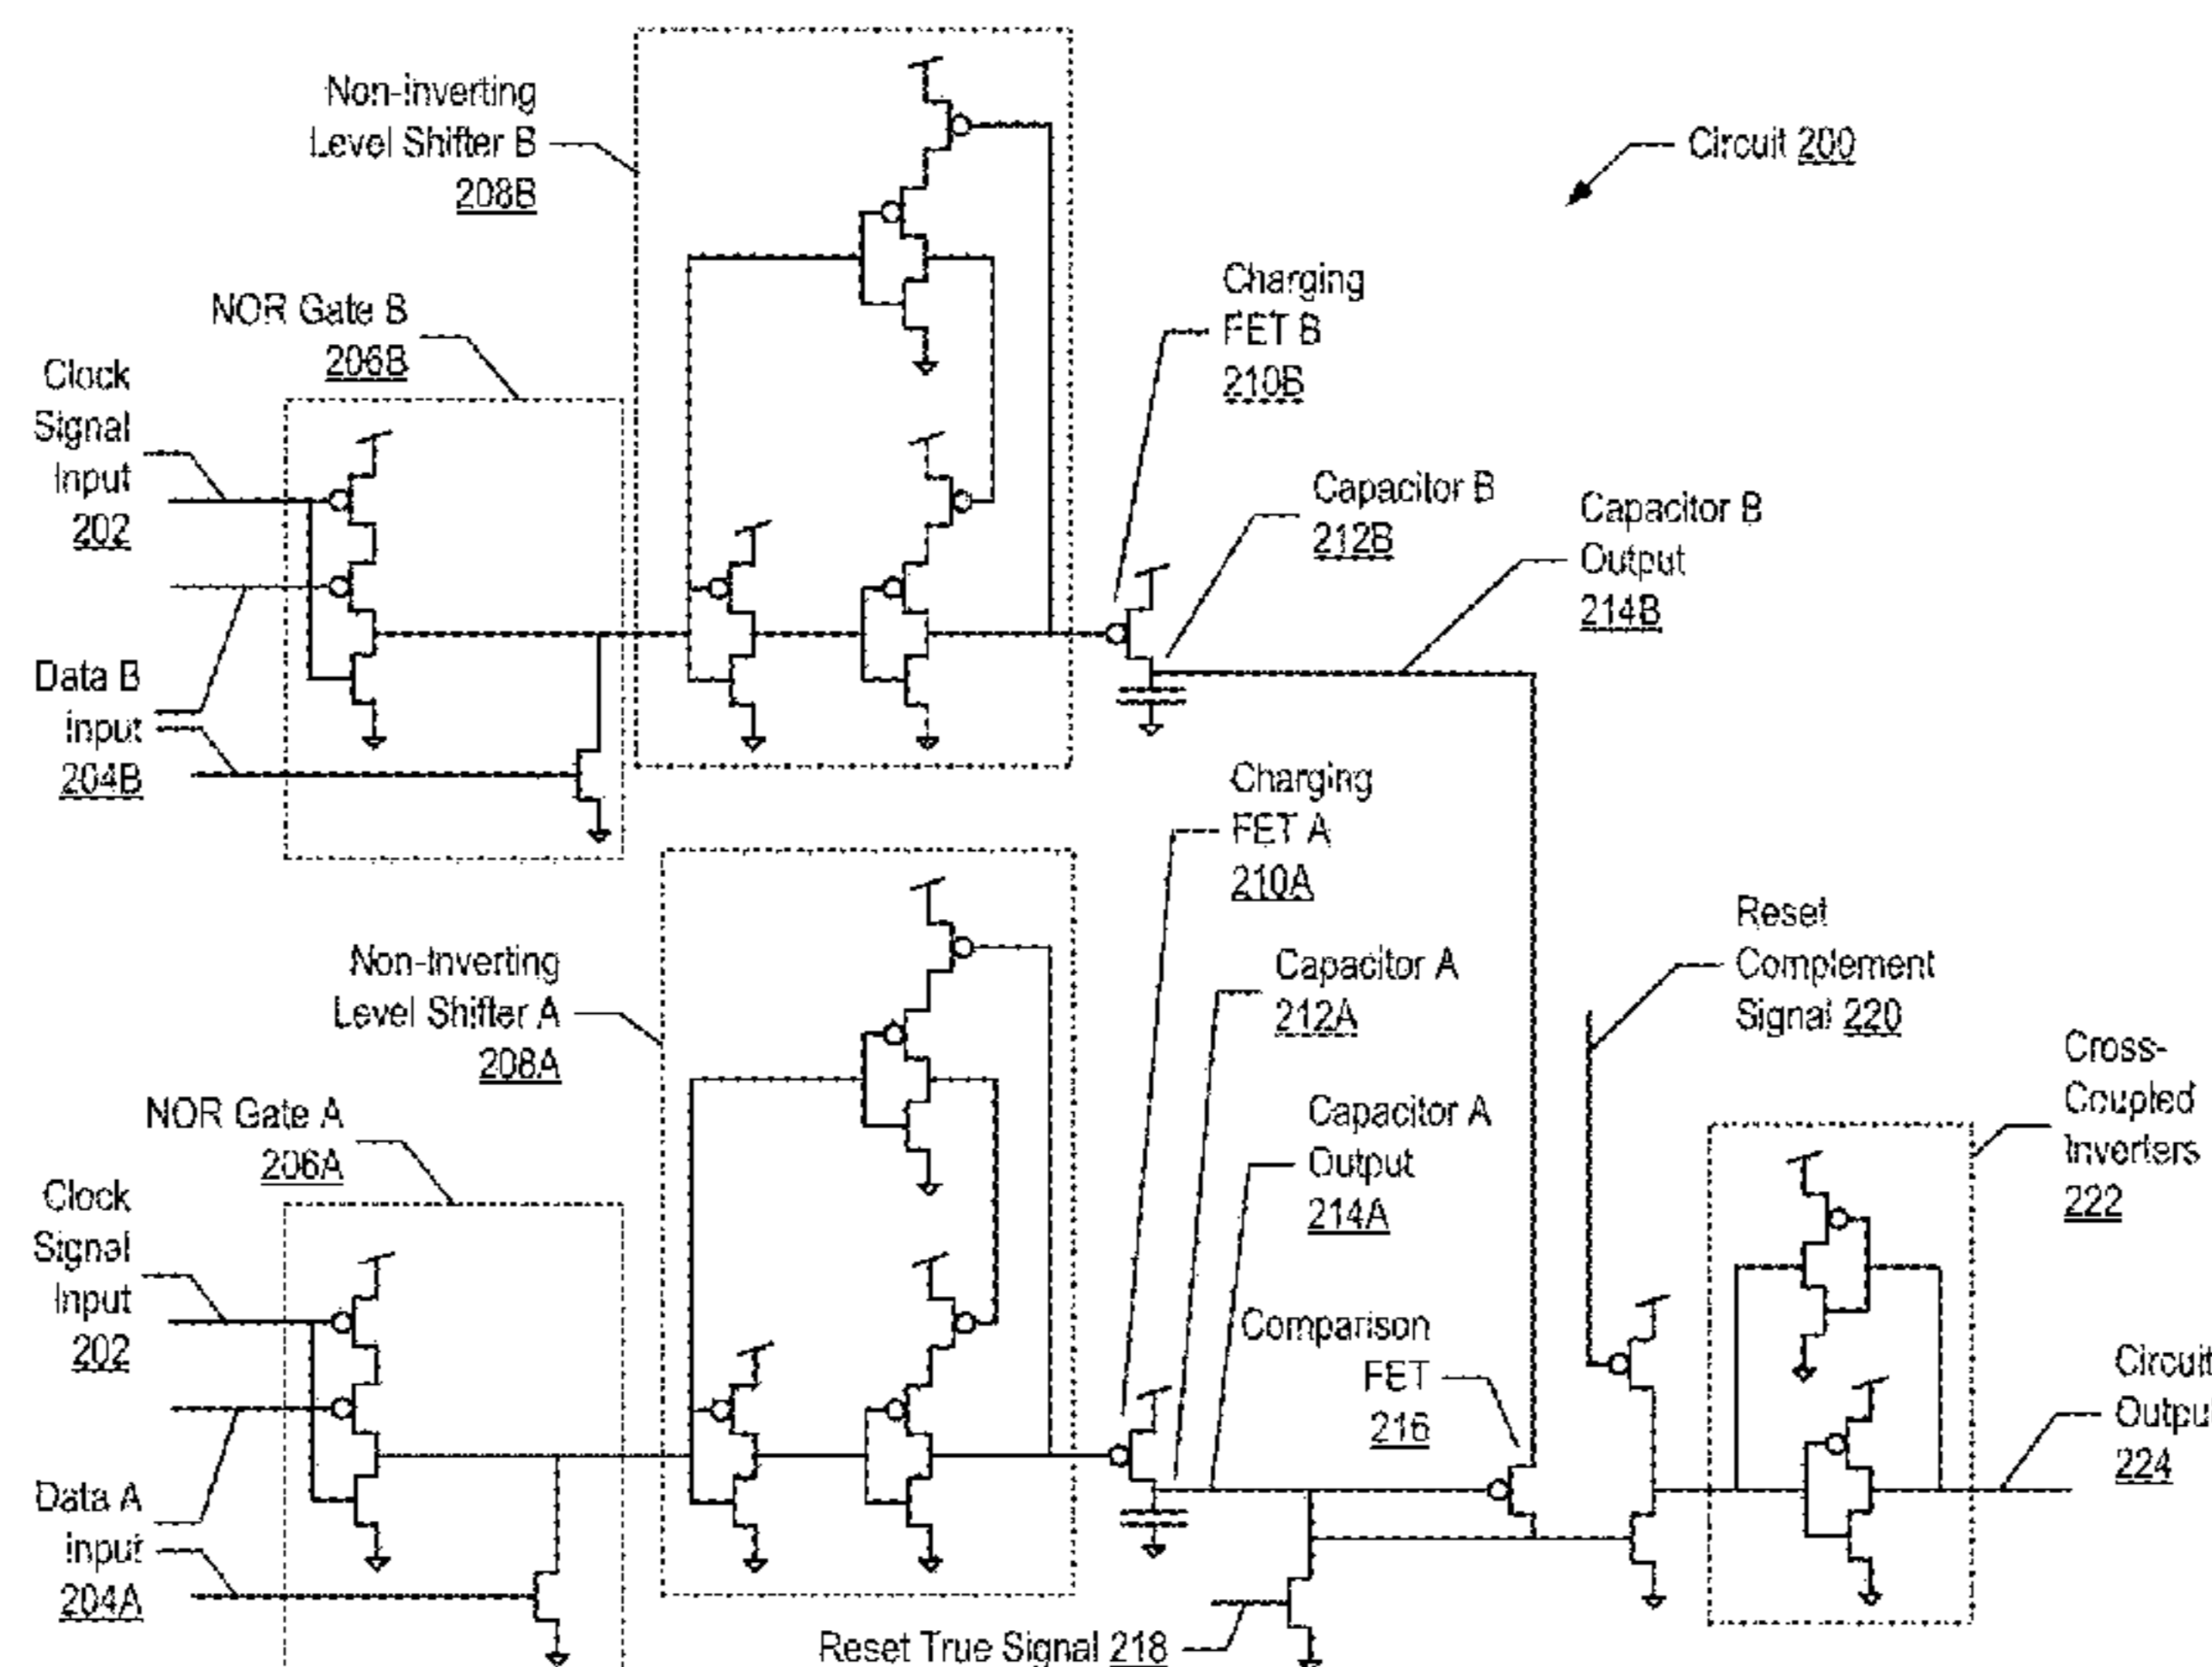 Non-Inverting
Level Shifter B
208B
Circuit 200
NOR Gate B
206B
Charging
FET B
210B
Clock
Signal
Input
202
Capacitor B
212B
Capacitor B
Output
214B
Data B
Input
204B
Charging
FET A
210A
Non-Inverting
Level Shifter A
208A
Capacitor A
212A
Reset
Complement
Signal 220
Cross-
Coupled
Inverters
222
NOR Gate A
206A
Capacitor A
Output
214A
Clock
Signal
Input
202
Comparison
FET
216
Circuit
Outpu
224
Data A
Input
204A
Reset True Signal 218